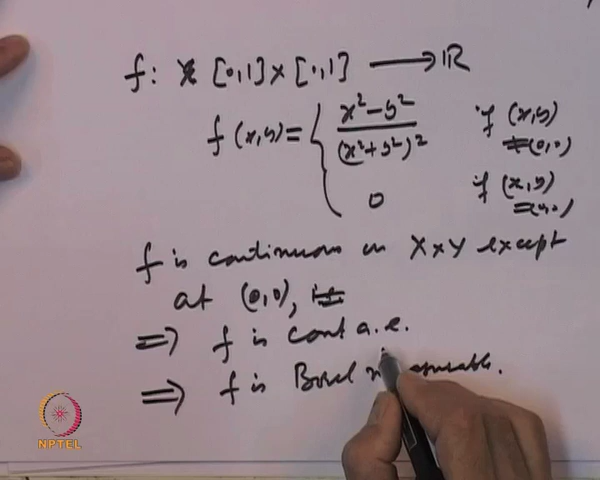 f: [0,1] × [0,1] ⟶ ℝ
f(x,y) = { (x² − y²) / (x² + y²)² if (x,y) ≠ (0,0)
0 if (x,y) = (0,0)
f is continuous on X×Y except
at (0,0),
⇒ f is cont a.e.
⇒ f is Borel measurable.
NPTEL